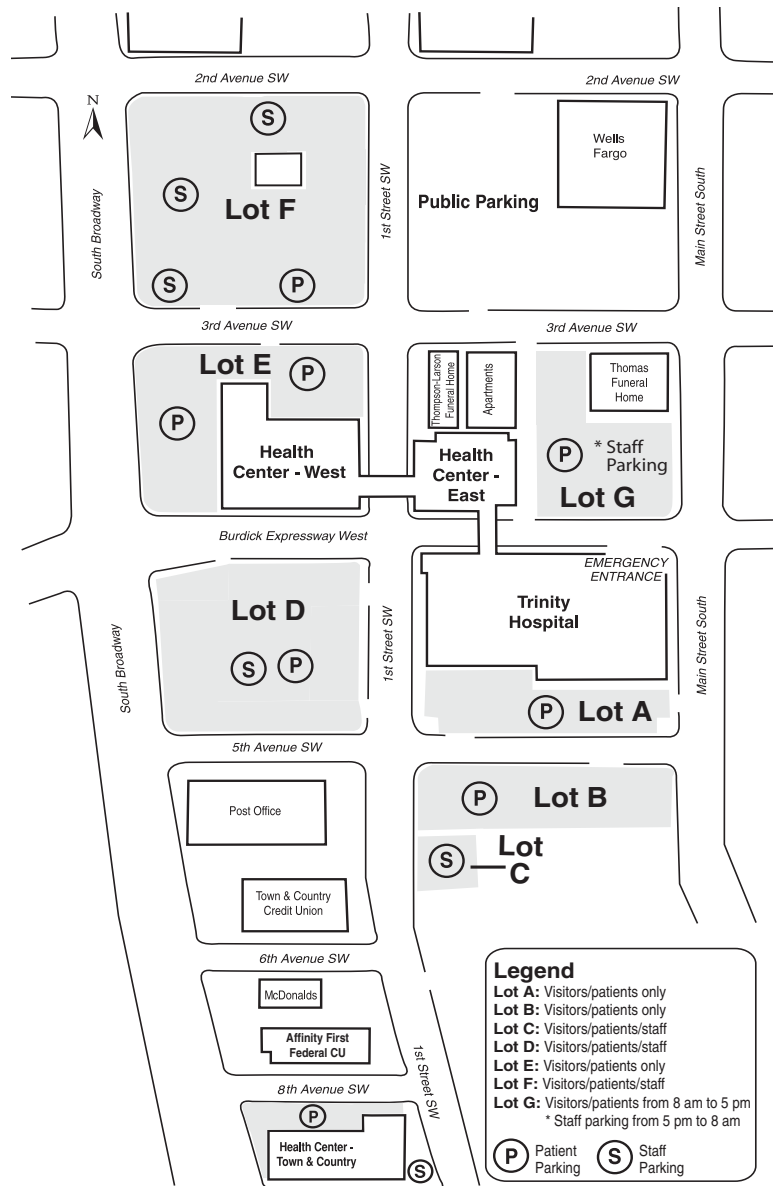 2nd Avenue SW
2nd Avenue SW
N
S
Wells
Fargo
S
Lot F
Public Parking
South Broadway
1st Street SW
Main Street South
S
P
3rd Avenue SW
3rd Avenue SW
Lot E
P
P
Thompson-Larson
Funeral Home
Apartments
Thomas
Funeral
Home
Health
Center - West
Health
Center -
East
P
* Staff
Parking
Lot G
Burdick Expressway West
EMERGENCY
ENTRANCE
Lot D
S
P
Trinity
Hospital
South Broadway
1st Street SW
Main Street South
P
Lot A
5th Avenue SW
Post Office
P
Lot B
S
Lot
C
Town & Country
Credit Union
6th Avenue SW
McDonalds
Affinity First
Federal CU
1st Street SW
8th Avenue SW
P
Health Center -
Town & Country
S
Legend
Lot A: Visitors/patients only
Lot B: Visitors/patients only
Lot C: Visitors/patients/staff
Lot D: Visitors/patients/staff
Lot E: Visitors/patients only
Lot F: Visitors/patients/staff
Lot G: Visitors/patients from 8 am to 5 pm
* Staff parking from 5 pm to 8 am
P Patient
Parking
S Staff
Parking